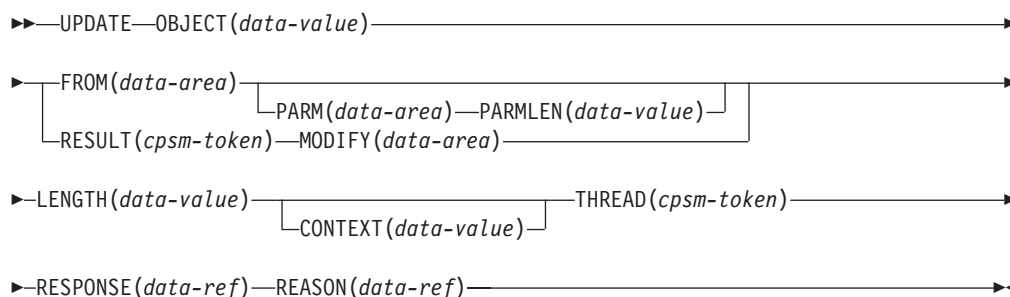 UPDATE OBJECT(data-value)
FROM(data-area)
PARM(data-area) PARMLEN(data-value)
RESULT(cpsm-token) MODIFY(data-area)
LENGTH(data-value) THREAD(cpsm-token)
CONTEXT(data-value)
RESPONSE(data-ref) REASON(data-ref)